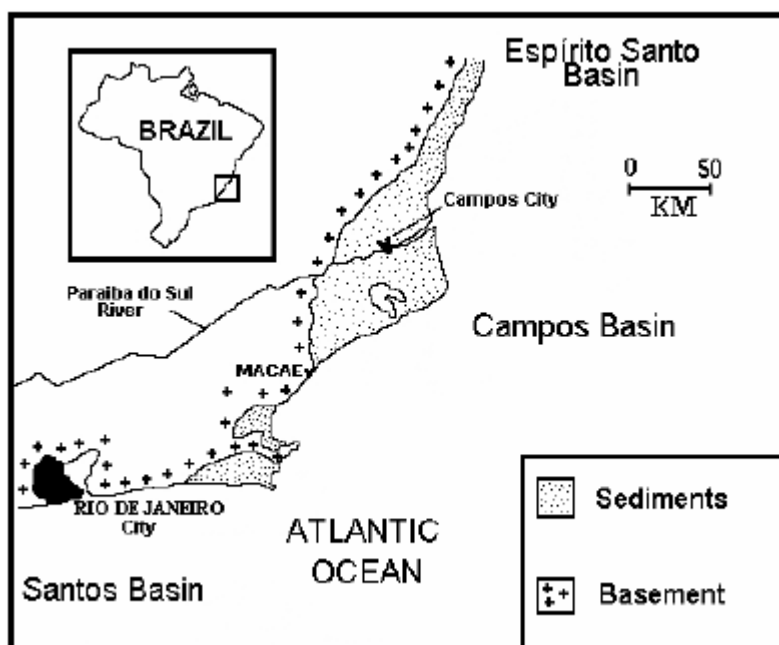 Espírito Santo
Basin
BRAZIL
0 50
KM
Campos City
Paraiba do Sul
River
Campos Basin
MACAE
RIO DE JANEIRO
City
ATLANTIC
OCEAN
Santos Basin
Sediments
Basement